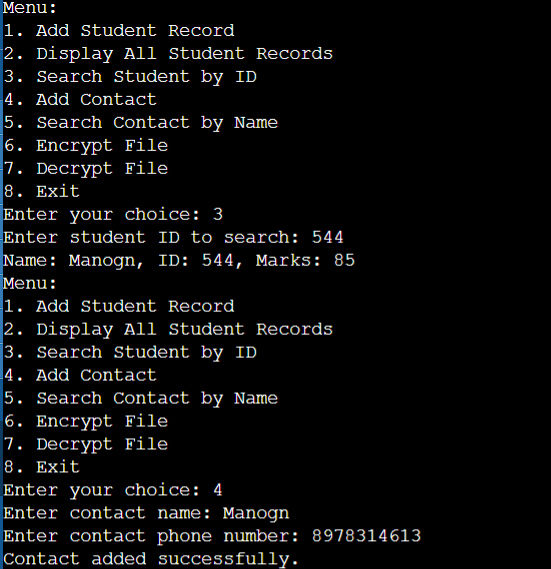 Menu:
1. Add Student Record
2. Display All Student Records
3. Search Student by ID
4. Add Contact
5. Search Contact by Name
6. Encrypt File
7. Decrypt File
8. Exit
Enter your choice: 3
Enter student ID to search: 544
Name: Manogn, ID: 544, Marks: 85
Menu:
1. Add Student Record
2. Display All Student Records
3. Search Student by ID
4. Add Contact
5. Search Contact by Name
6. Encrypt File
7. Decrypt File
8. Exit
Enter your choice: 4
Enter contact name: Manogn
Enter contact phone number: 8978314613
Contact added successfully.